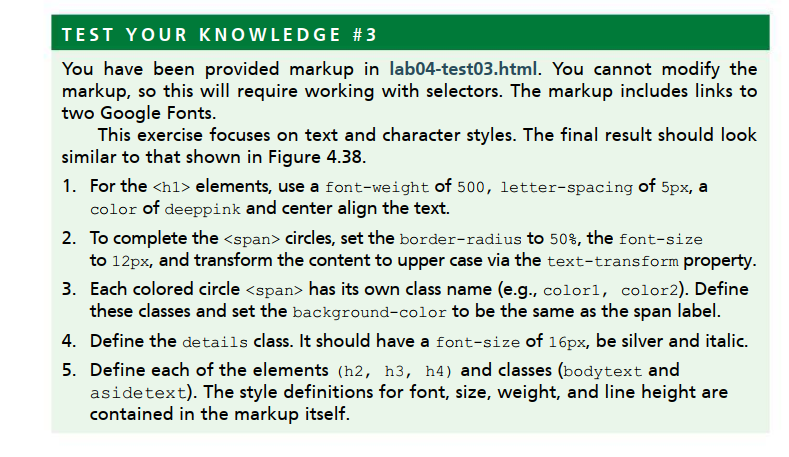 TEST YOUR KNOWLEDGE #3
You have been provided markup in lab04-test03.html. You cannot modify the
markup, so this will require working with selectors. The markup includes links to
two Google Fonts.
This exercise focuses on text and character styles. The final result should look
similar to that shown in Figure 4.38.
1. For the <h1> elements, use a font-weight of 500, letter-spacing of 5px, a
color of deeppink and center align the text.
2. To complete the <span> circles, set the border-radius to 50%, the font-size
to 12px, and transform the content to upper case via the text-transform property.
3. Each colored circle <span> has its own class name (e.g., color1, color2). Define
these classes and set the background-color to be the same as the span label.
4. Define the details class. It should have a font-size of 16px, be silver and italic.
5. Define each of the elements (h2, h3, h4) and classes (bodytext and
asidetext). The style definitions for font, size, weight, and line height are
contained in the markup itself.